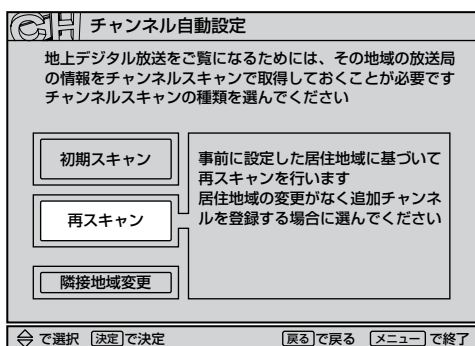 CH チャンネル自動設定
地上デジタル放送をご覧になるためには、その地域の放送局
の情報をチャンネルスキャンで取得しておくことが必要です
チャンネルスキャンの種類を選んでください
初期スキャン
再スキャン
隣接地域変更
事前に設定した居住地域に基づいて
再スキャンを行います
居住地域の変更がなく追加チャンネ
ルを登録する場合に選んでください
で選択 決定で決定 戻るで戻る メニューで終了